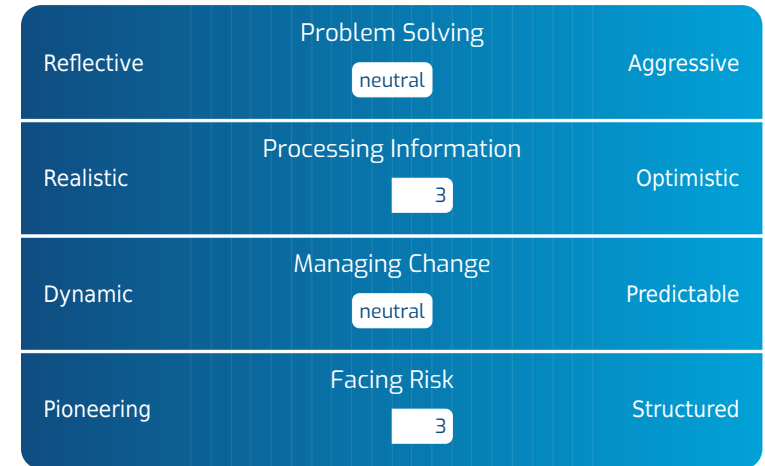 Problem Solving
Reflective
neutral
Aggressive
Processing Information
Realistic
3
Optimistic
Managing Change
Dynamic
neutral
Predictable
Facing Risk
Pioneering
3
Structured